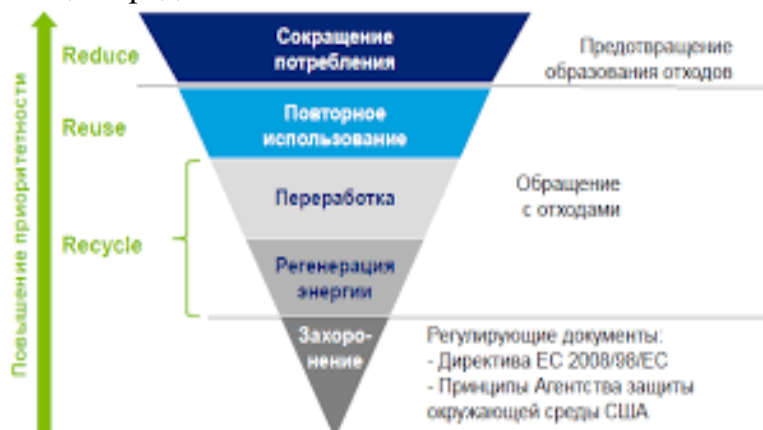 Reduce
Сокращение
потребления
Предотвращение
образования отходов
Reuse
Повторное
использование
Переработка
Обращение
с отходами
Recycle
Регенерация
энергии
Захоро-
нение
Регулирующие документы:
- Директива ЕС 2008/98/EC
- Принципы Агентства защиты
окружающей среды США
Повышение приоритетности